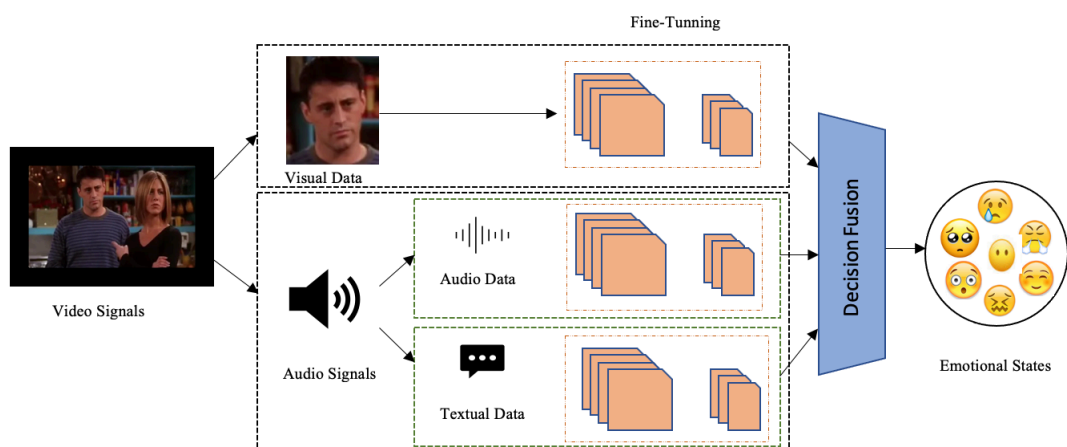 Fine-Tunning
Visual Data
Video Signals
Audio Data
Audio Signals
Textual Data
Decision Fusion
Emotional States